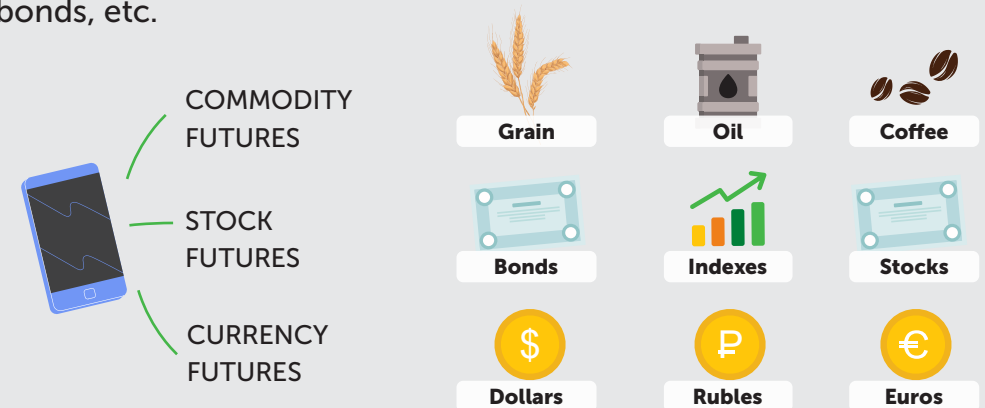 bonds, etc.
COMMODITY
FUTURES
Grain
Oil
Coffee
STOCK
FUTURES
Bonds
Indexes
Stocks
CURRENCY
FUTURES
$
₽
€
Dollars
Rubles
Euros